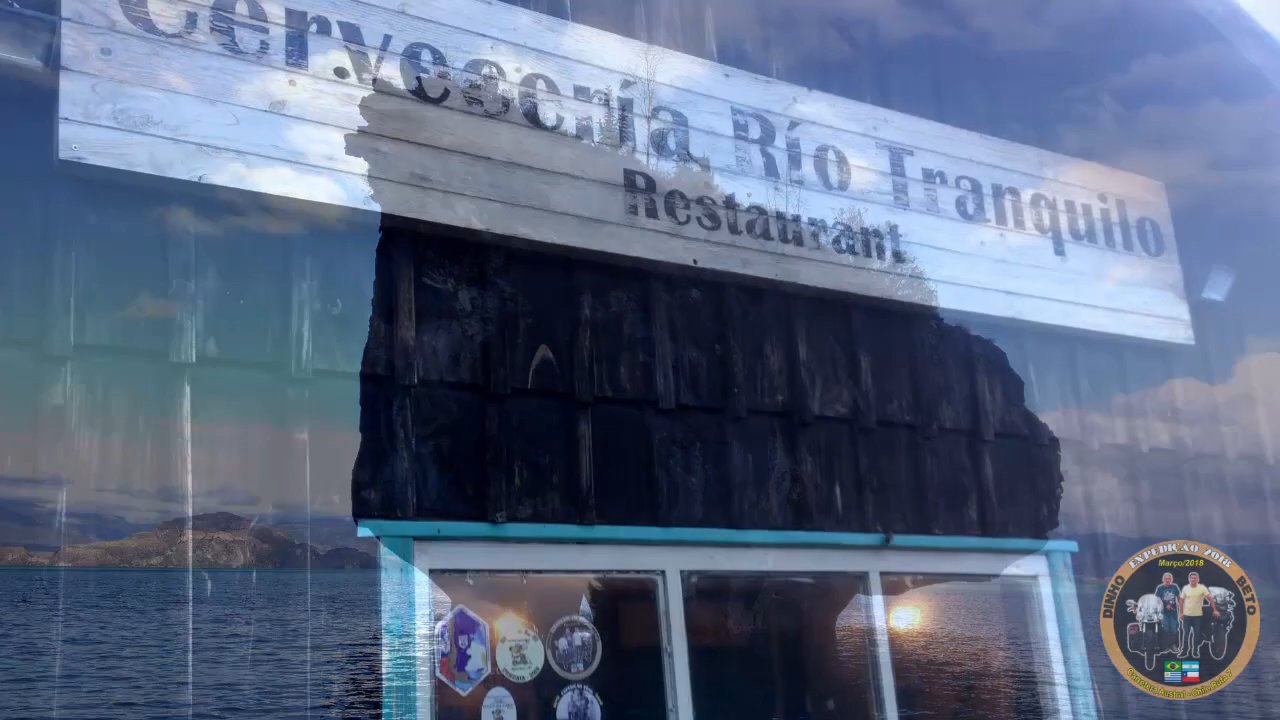 Cervecería Río Tranquilo
Restaurant
EXPEDIÇÃO 2018
Março/2018
DINHO
BETO